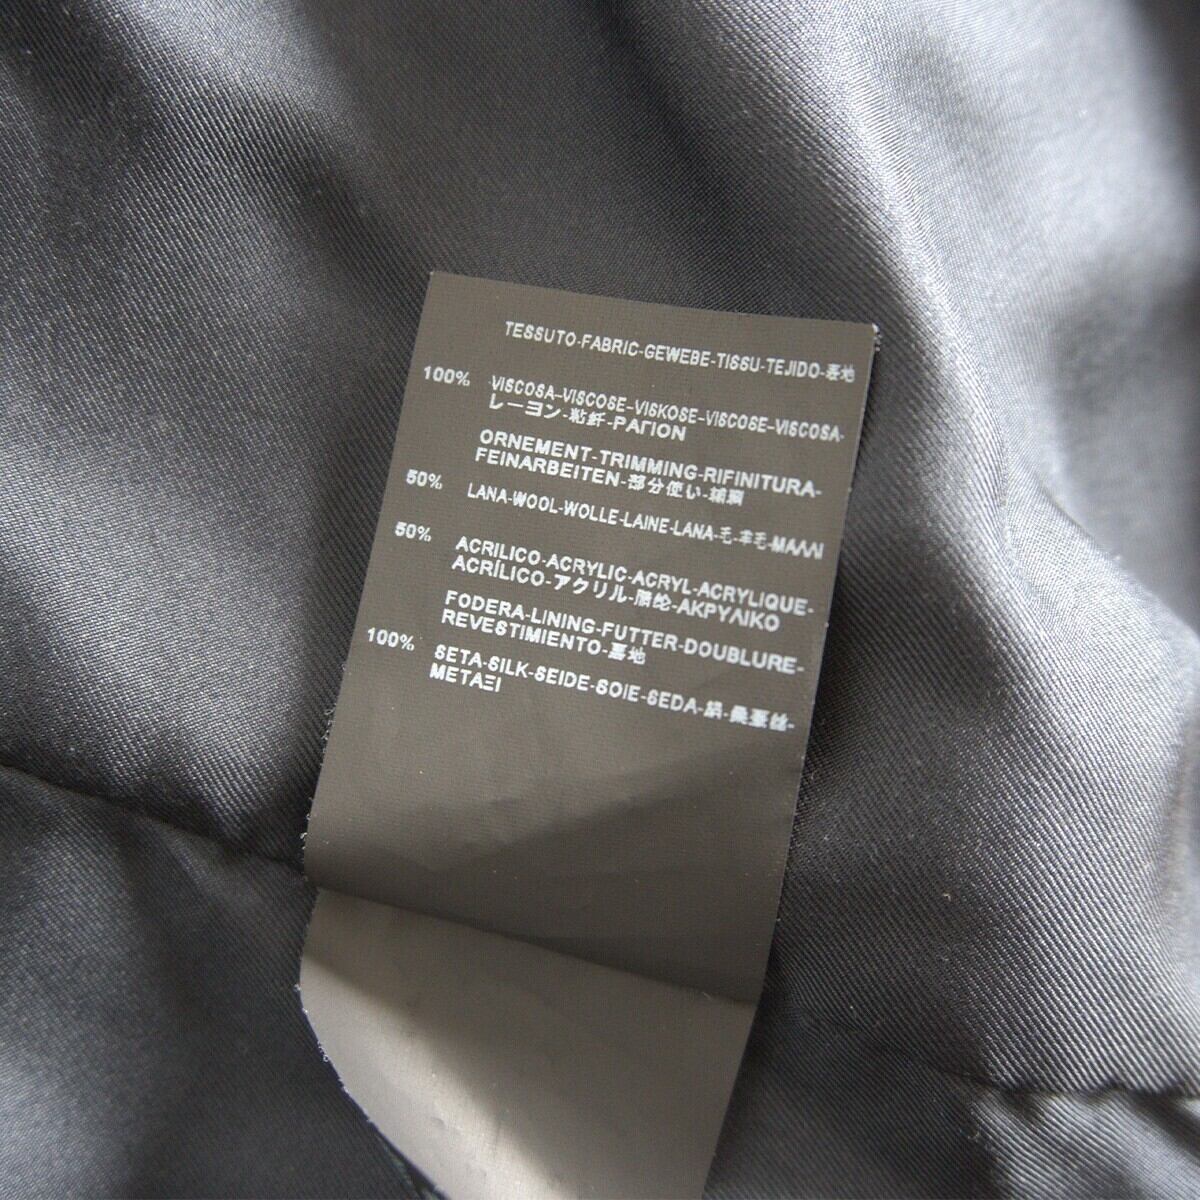 TESSUTO-FABRIC-GEWEBE-TISSU-TEJIDO-表地
100% VISCOSA-VISCOSE-VISKOSE-VISCOSE-VISCOSA-
レーヨン-粘釬-ΡΑΓΙΟΝ
ORNEMENT-TRIMMING-RIFINITURA-
FEINARBEITEN-部分使い-
50% LANA-WOOL-WOLLE-LAINE-LANA-毛-羊毛-ΜΑΛΛΙ
50% ACRILICO-ACRYLIC-ACRYL-ACRYLIQUE-
ACRÍLICO-アクリル-腈纶-ΑΚΡΥΛΙΚΟ
FODERA-LINING-FUTTER-DOUBLURE-
REVESTIMIENTO-裏地
100% SETA-SILK-SEIDE-SOIE-SEDA-絹-桑蚕丝-
ΜΕΤΑΞΙ